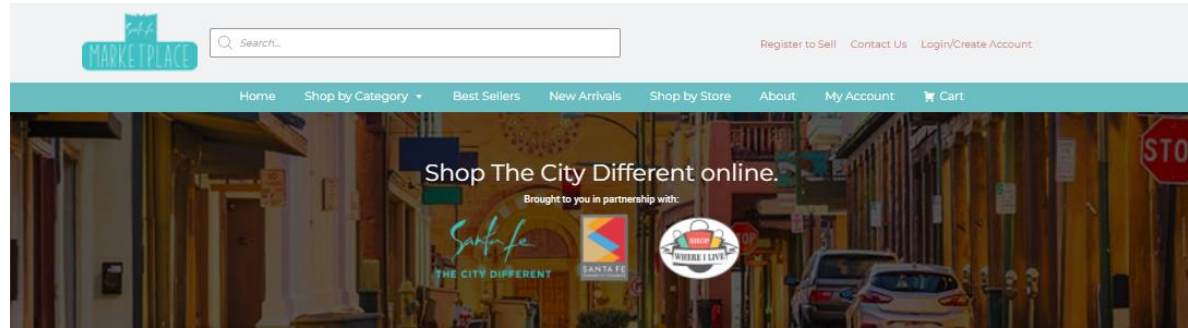 Santa Fe
MARKETPLACE
Search...
Register to Sell Contact Us Login/Create Account
Home Shop by Category Best Sellers New Arrivals Shop by Store About My Account Cart
STO
Shop The City Different online.
Brought to you in partnership with:
Santa Fe
THE CITY DIFFERENT
SANTA FE
SHOP
WHERE I LIVE